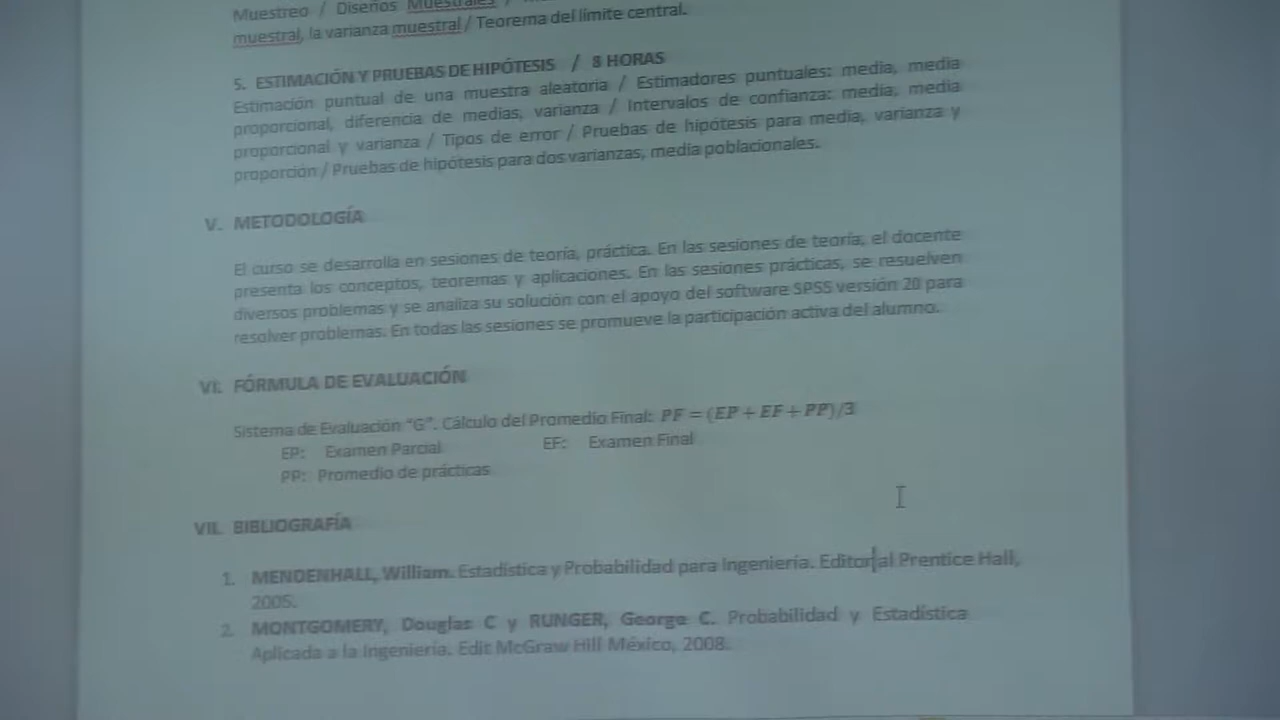 Muestreo / Diseños Muestrales /
muestral, la varianza muestral / Teorema del límite central.
5. ESTIMACIÓN Y PRUEBAS DE HIPÓTESIS / 8 HORAS
Estimación puntual de una muestra aleatoria / Estimadores puntuales: media, media
proporcional, diferencia de medias, varianza / Intervalos de confianza: media, media
proporcional y varianza / Tipos de error / Pruebas de hipótesis para media, varianza y
proporción / Pruebas de hipótesis para dos varianzas, media poblacionales.
V. METODOLOGÍA
El curso se desarrolla en sesiones de teoría, práctica. En las sesiones de teoría, el docente
presenta los conceptos, teoremas y aplicaciones. En las sesiones prácticas, se resuelven
diversos problemas y se analiza su solución con el apoyo del software SPSS versión 20 para
resolver problemas. En todas las sesiones se promueve la participación activa del alumno.
VI. FÓRMULA DE EVALUACIÓN
Sistema de Evaluación "G". Cálculo del Promedio Final: PF = (EP + EF + PP)/3
EP: Examen Parcial EF: Examen Final
PP: Promedio de prácticas
VII. BIBLIOGRAFÍA
1. MENDENHALL, William. Estadística y Probabilidad para Ingeniería. Editorial Prentice Hall,
2005.
2. MONTGOMERY, Douglas C y RUNGER, George C. Probabilidad y Estadística
Aplicada a la Ingeniería. Edit McGraw Hill México, 2008.